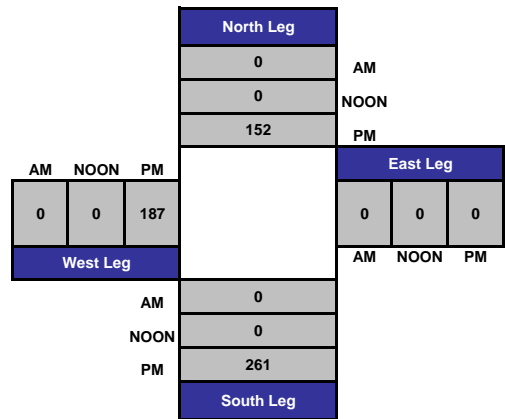 North Leg
0 AM
0 NOON
152 PM
AM NOON PM
East Leg
0 0 187
0 0 0
West Leg
AM NOON PM
AM 0
NOON 0
PM 261
South Leg